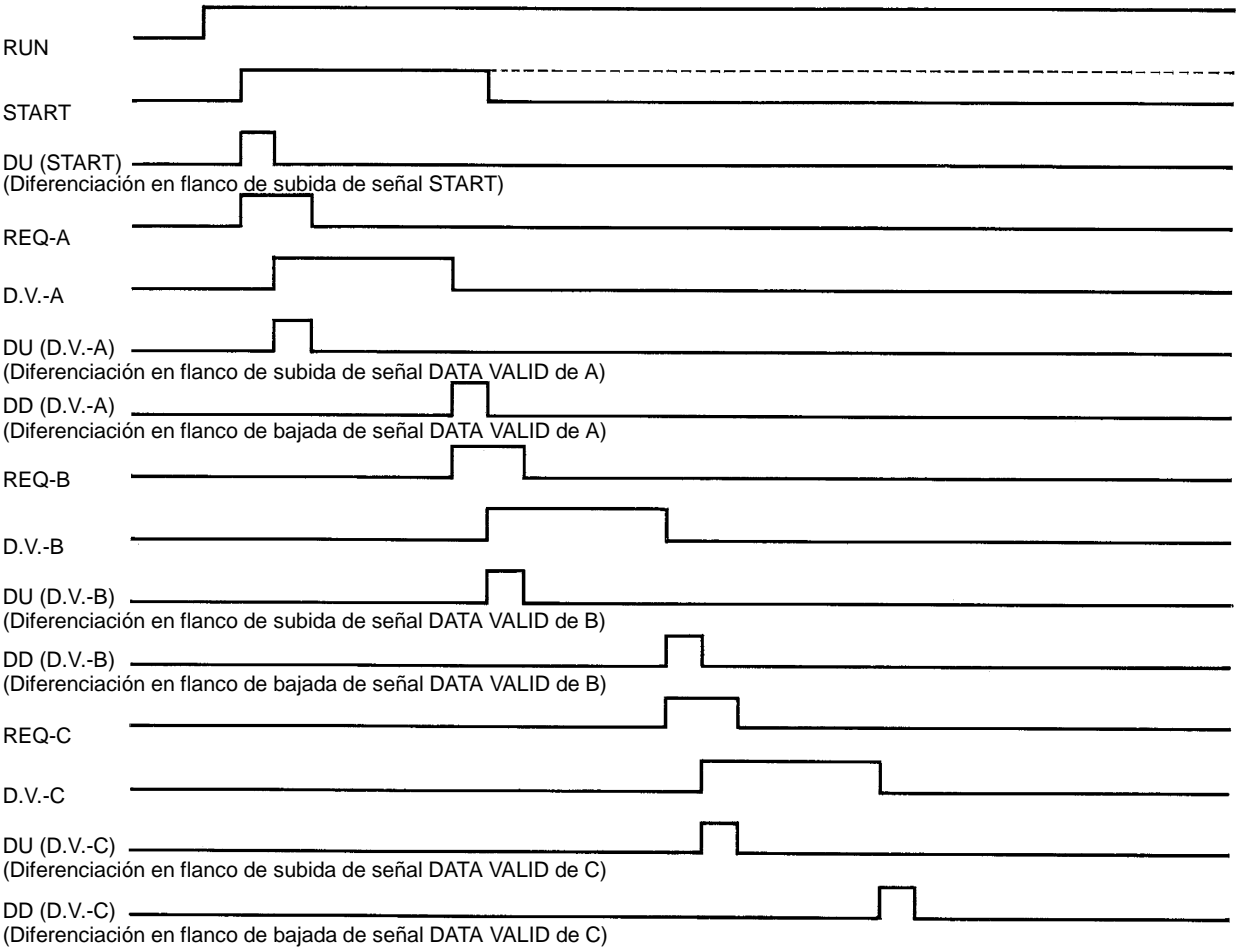 RUN
START
DU (START)
(Diferenciación en flanco de subida de señal START)
REQ-A
D.V.-A
DU (D.V.-A)
(Diferenciación en flanco de subida de señal DATA VALID de A)
DD (D.V.-A)
(Diferenciación en flanco de bajada de señal DATA VALID de A)
REQ-B
D.V.-B
DU (D.V.-B)
(Diferenciación en flanco de subida de señal DATA VALID de B)
DD (D.V.-B)
(Diferenciación en flanco de bajada de señal DATA VALID de B)
REQ-C
D.V.-C
DU (D.V.-C)
(Diferenciación en flanco de subida de señal DATA VALID de C)
DD (D.V.-C)
(Diferenciación en flanco de bajada de señal DATA VALID de C)